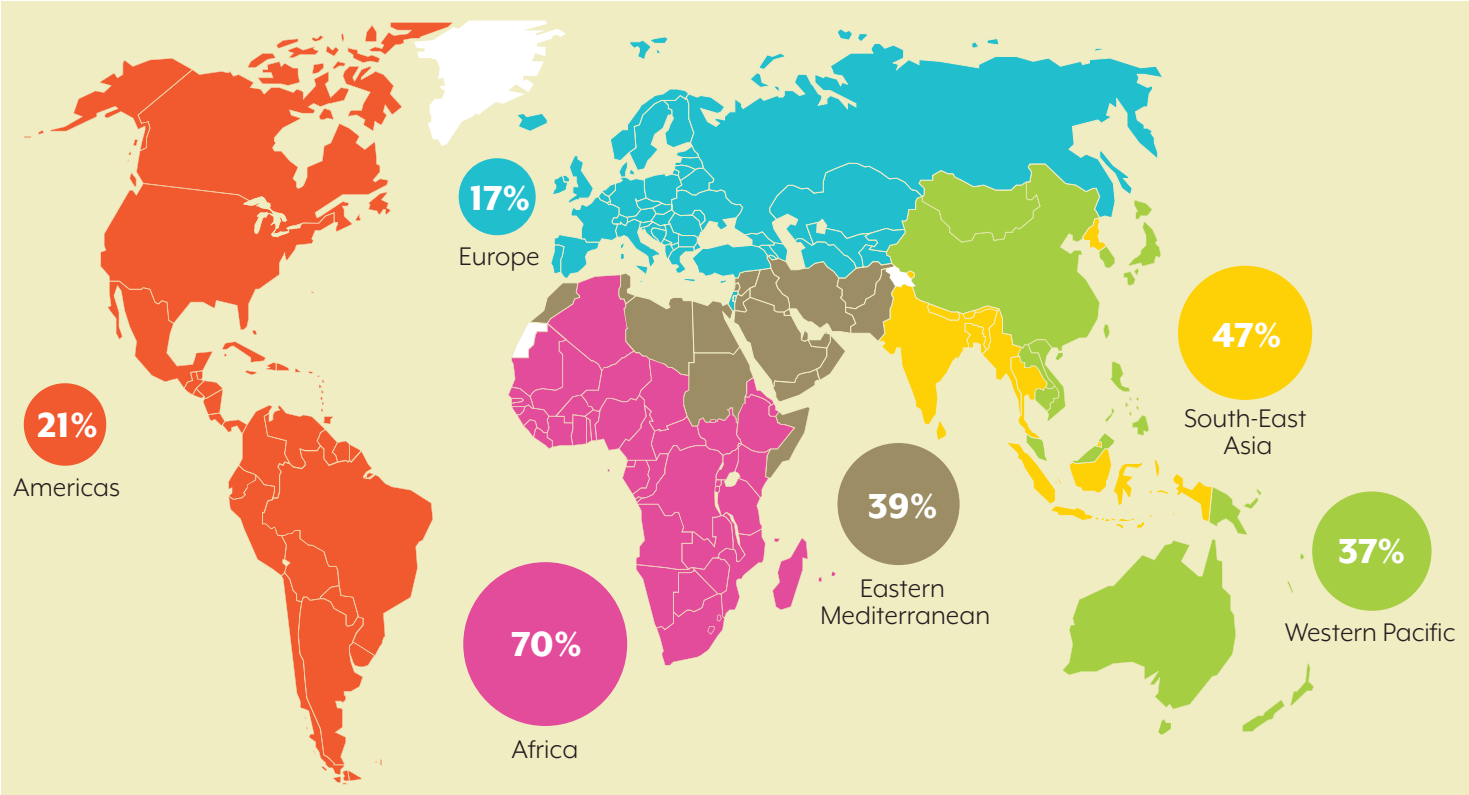 17%
Europe
21%
Americas
47%
South-East
Asia
39%
Eastern
Mediterranean
37%
Western Pacific
70%
Africa